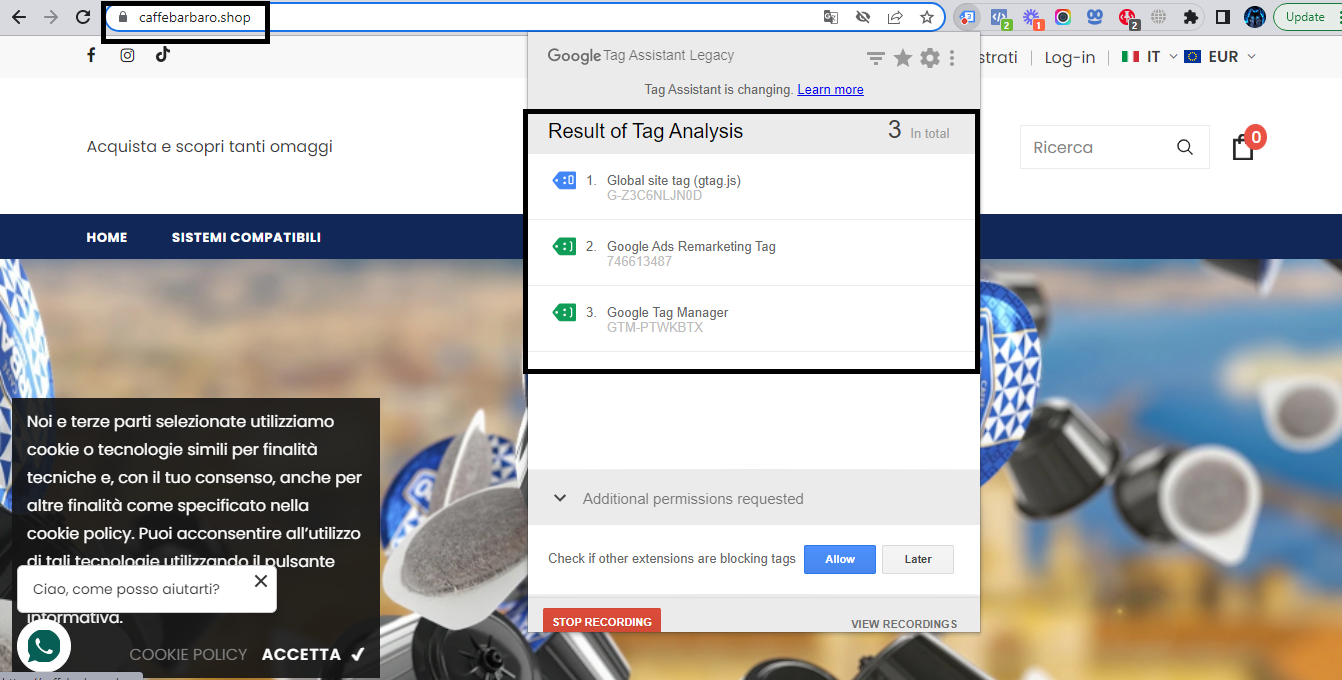 caffebarbaro.shop
2
1
2
Update
Google Tag Assistant Legacy
Tag Assistant is changing. Learn more
strati
Log-in
IT
EUR
Acquista e scopri tanti omaggi
Ricerca
0
HOME
SISTEMI COMPATIBILI
Result of Tag Analysis
3 In total
1. Global site tag (gtag.js)
G-Z3C6NLJN0D
2. Google Ads Remarketing Tag
746613487
3. Google Tag Manager
GTM-PTWKBTX
Additional permissions requested
Check if other extensions are blocking tags
Allow
Later
STOP RECORDING
VIEW RECORDINGS
Noi e terze parti selezionate utilizziamo
cookie o tecnologie simili per finalità
tecniche e, con il tuo consenso, anche per
altre finalità come specificato nella
cookie policy. Puoi acconsentire all'utilizzo
di tali tecnologie utilizzando il pulsante
informativa.
Ciao, come posso aiutarti?
COOKIE POLICY
ACCETTA